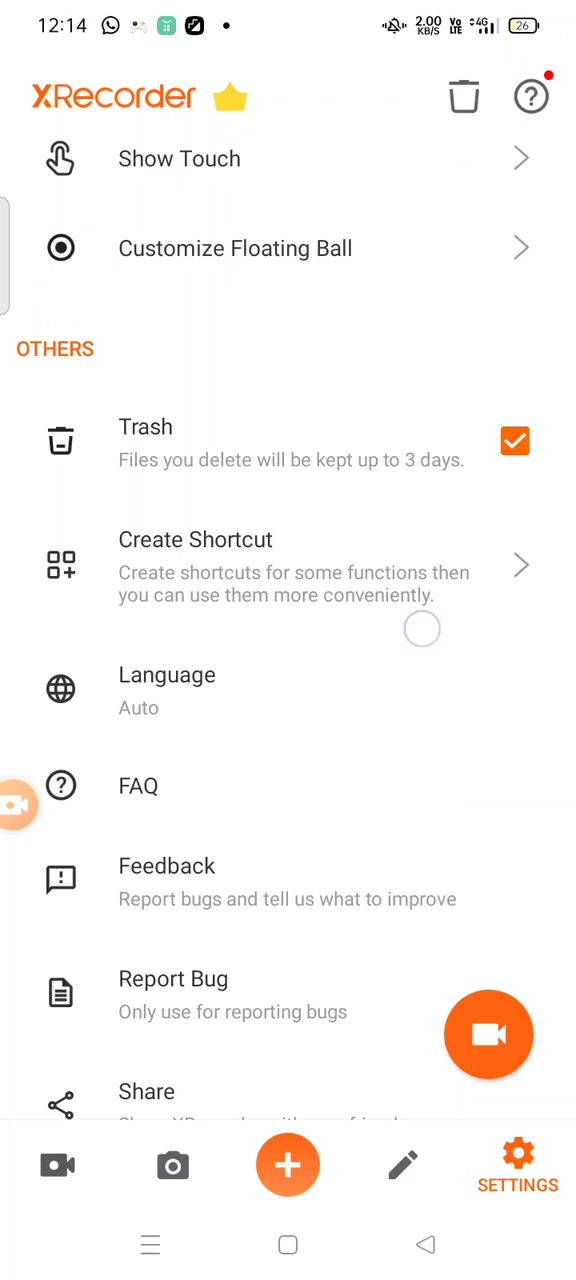 12:14
2.00 KB/S
Vo LTE
4G
26
XRecorder
Show Touch
Customize Floating Ball
OTHERS
Trash
Files you delete will be kept up to 3 days.
Create Shortcut
Create shortcuts for some functions then
you can use them more conveniently.
Language
Auto
FAQ
Feedback
Report bugs and tell us what to improve
Report Bug
Only use for reporting bugs
Share
SETTINGS